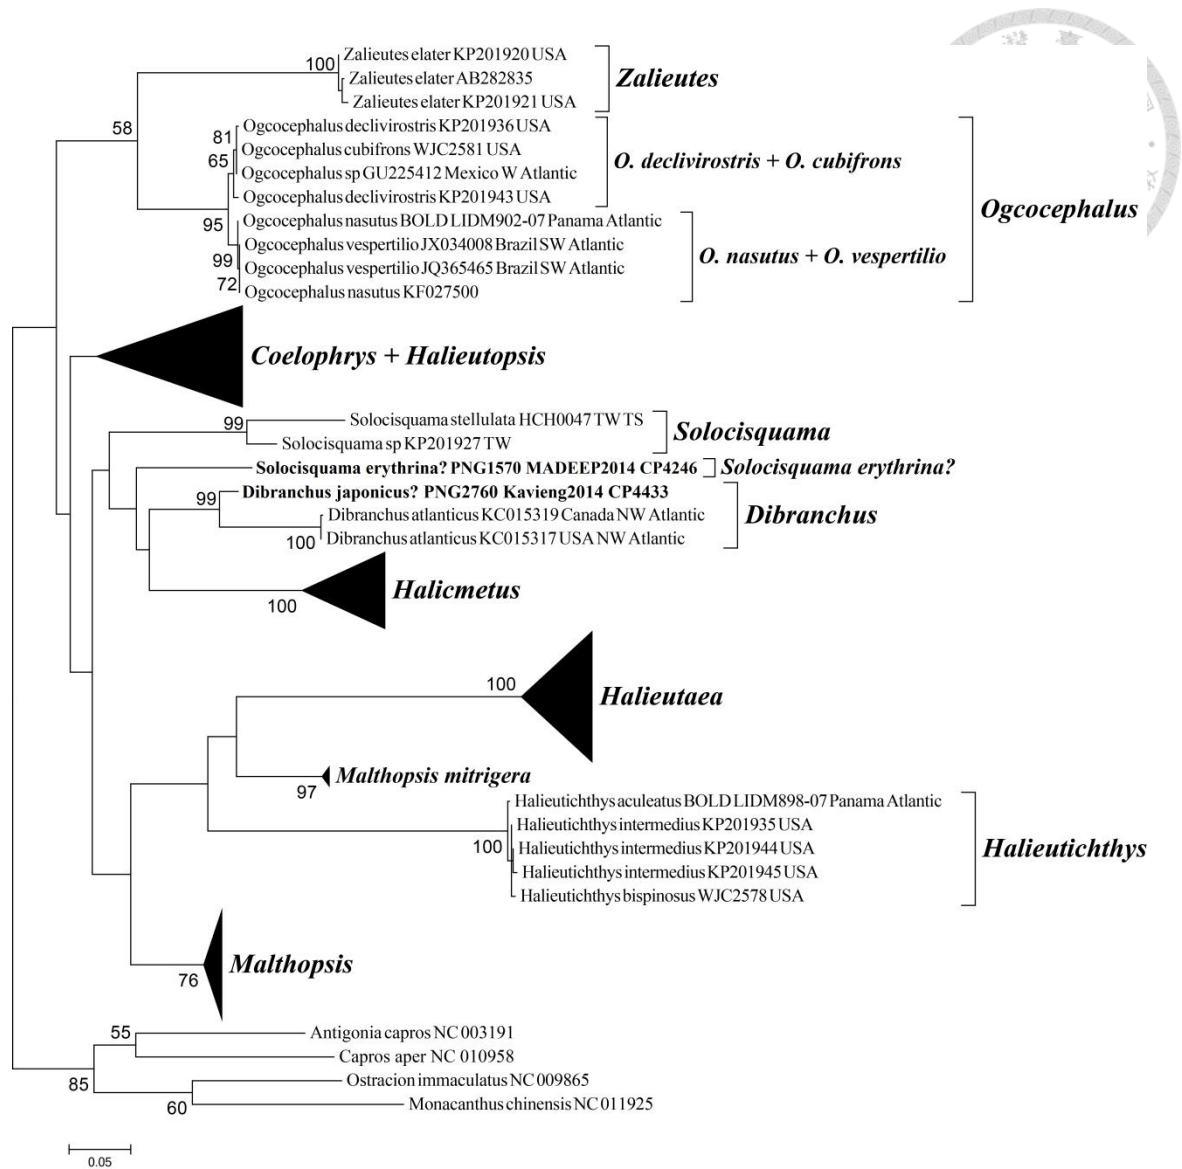 100
Zalieutes elater KP201920 USA
Zalieutes elater AB282835
Zalieutes elater KP201921 USA
Zalieutes
58
81
65
Ogcocephalus declivirostris KP201936 USA
Ogcocephalus cubifrons WJC2581 USA
Ogcocephalus sp GU225412 Mexico W Atlantic
Ogcocephalus declivirostris KP201943 USA
O. declivirostris + O. cubifrons
Ogcocephalus
95
Ogcocephalus nasutus BOLD LIDM902-07 Panama Atlantic
Ogcocephalus vespertilio JX034008 Brazil SW Atlantic
Ogcocephalus vespertilio JQ365465 Brazil SW Atlantic
Ogcocephalus nasutus KF027500
99
72
O. nasutus + O. vespertilio
Coelophrys + Halieutopsis
99
Solocisquama stellulata HCH0047 TW TS
Solocisquama sp KP201927 TW
Solocisquama
Solocisquama erythrina? PNG1570 MADEEP2014 CP4246
Solocisquama erythrina?
99
Dibranchus japonicus? PNG2760 Kavieng2014 CP4433
Dibranchus atlanticus KC015319 Canada NW Atlantic
Dibranchus atlanticus KC015317 USA NW Atlantic
100
Dibranchus
100
Halicmetus
100
Halieutaea
97
Malthopsis mitrigera
Halieutichthys aculeatus BOLD LIDM898-07 Panama Atlantic
Halieutichthys intermedius KP201935 USA
Halieutichthys intermedius KP201944 USA
Halieutichthys intermedius KP201945 USA
Halieutichthys bispinosus WJC2578 USA
100
Halieutichthys
76
Malthopsis
55
Antigonia capros NC 003191
Capros aper NC 010958
85
Ostracion immaculatus NC 009865
60
Monacanthus chinensis NC 011925
0.05